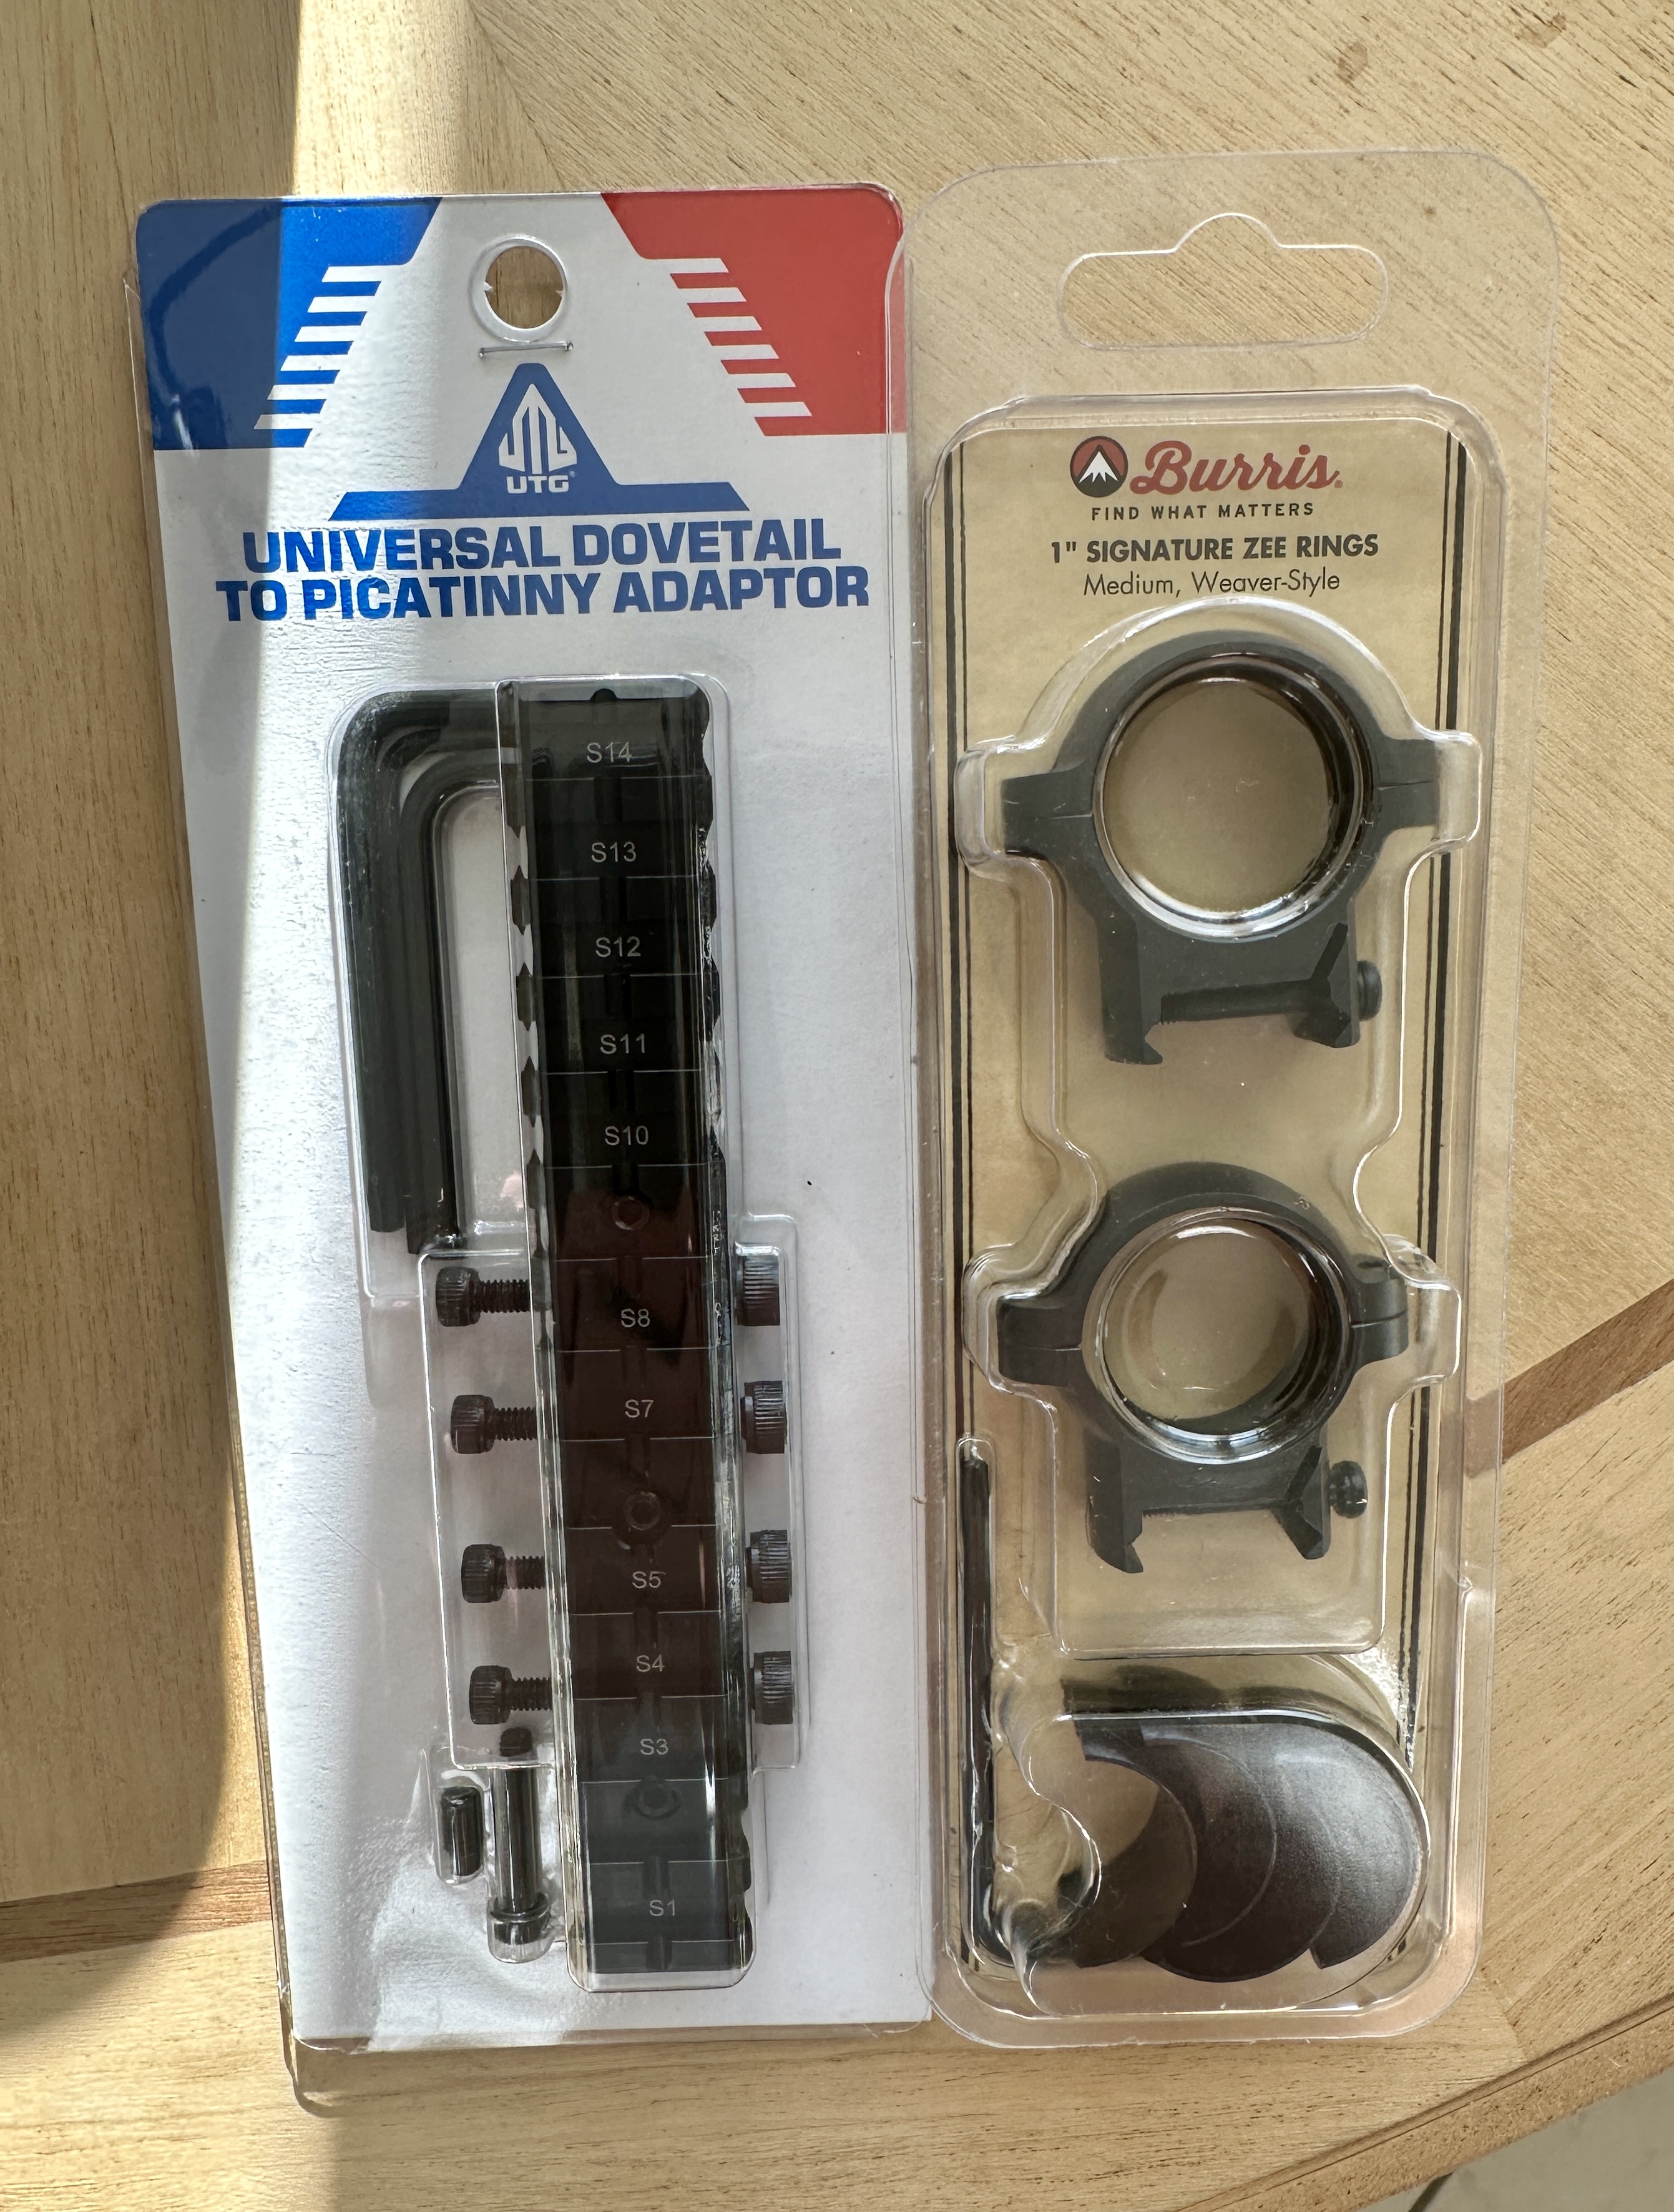 UTG®
UNIVERSAL DOVETAIL
TO PICATINNY ADAPTOR
S14
S13
S12
S11
S10
S8
S7
S5
S4
S3
S1
Burris®
FIND WHAT MATTERS
1" SIGNATURE ZEE RINGS
Medium, Weaver-Style